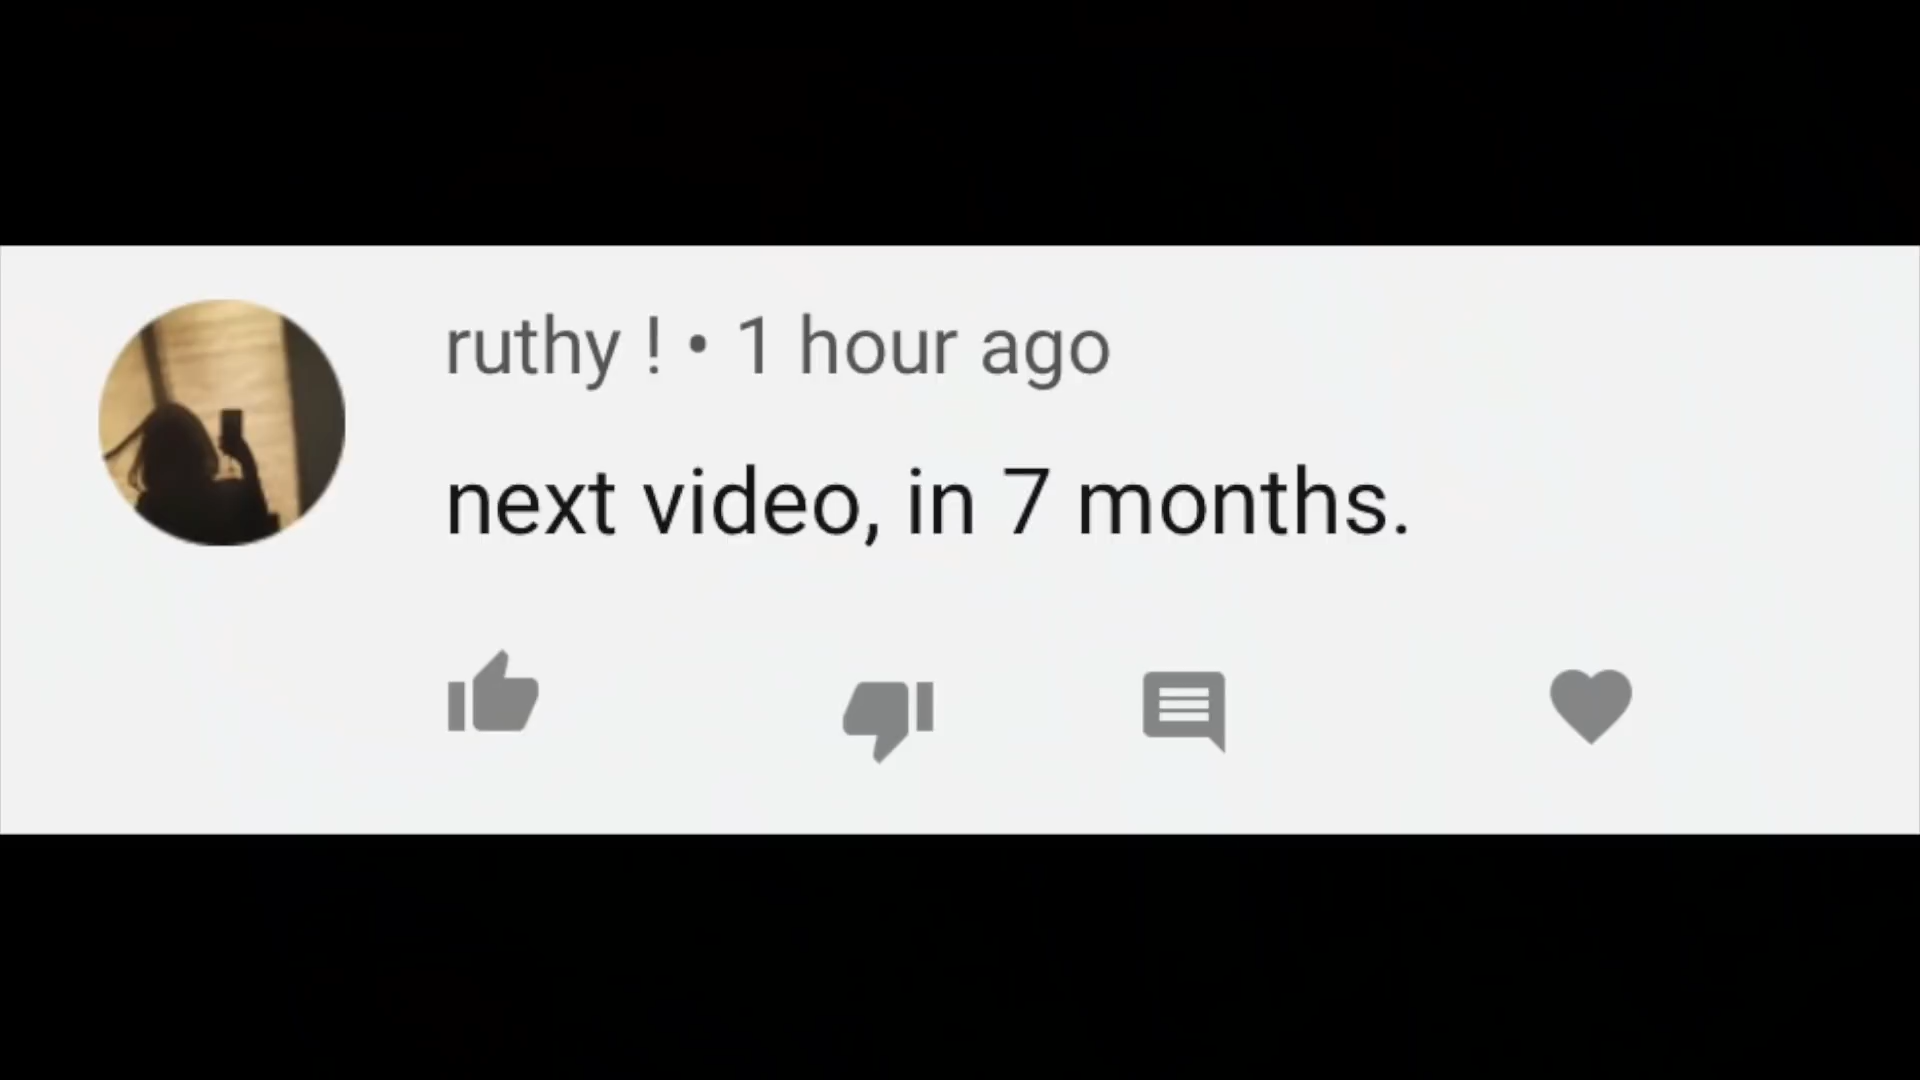 ruthy ! • 1 hour ago
next video, in 7 months.